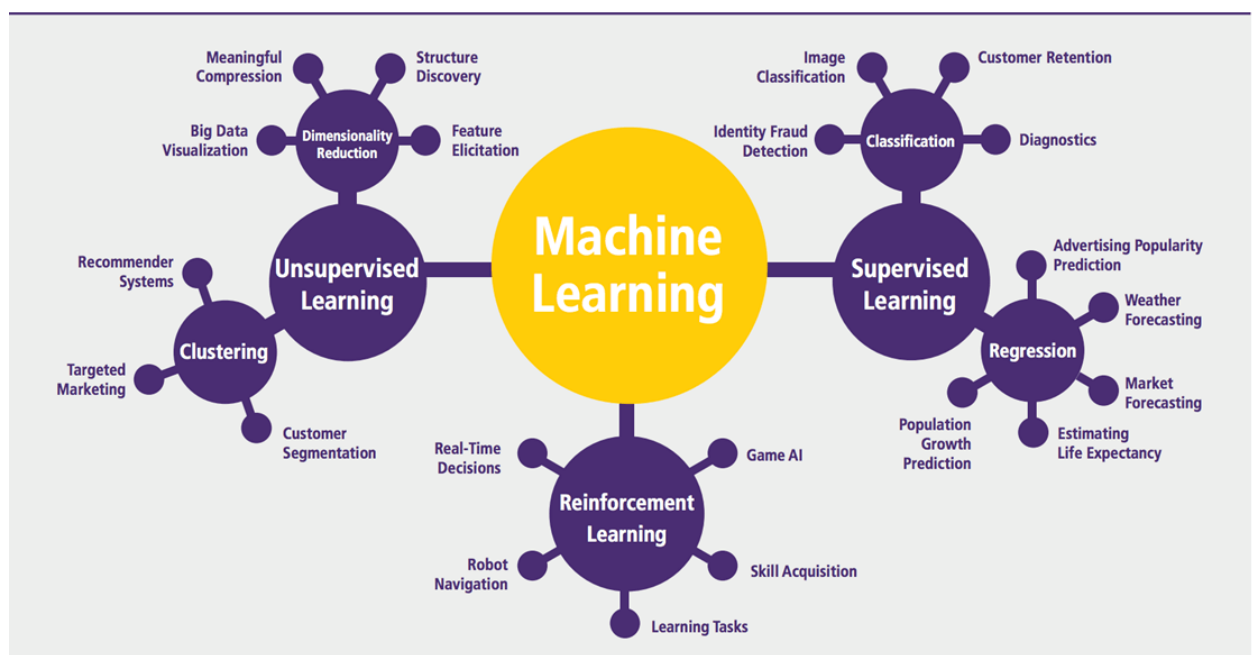 Machine
Learning
Unsupervised
Learning
Dimensionality
Reduction
Meaningful
Compression
Structure
Discovery
Big Data
Visualization
Feature
Elicitation
Clustering
Recommender
Systems
Targeted
Marketing
Customer
Segmentation
Supervised
Learning
Classification
Image
Classification
Customer Retention
Identity Fraud
Detection
Diagnostics
Regression
Advertising Popularity
Prediction
Weather
Forecasting
Market
Forecasting
Estimating
Life Expectancy
Population
Growth
Prediction
Reinforcement
Learning
Real-Time
Decisions
Game AI
Robot
Navigation
Skill Acquisition
Learning Tasks